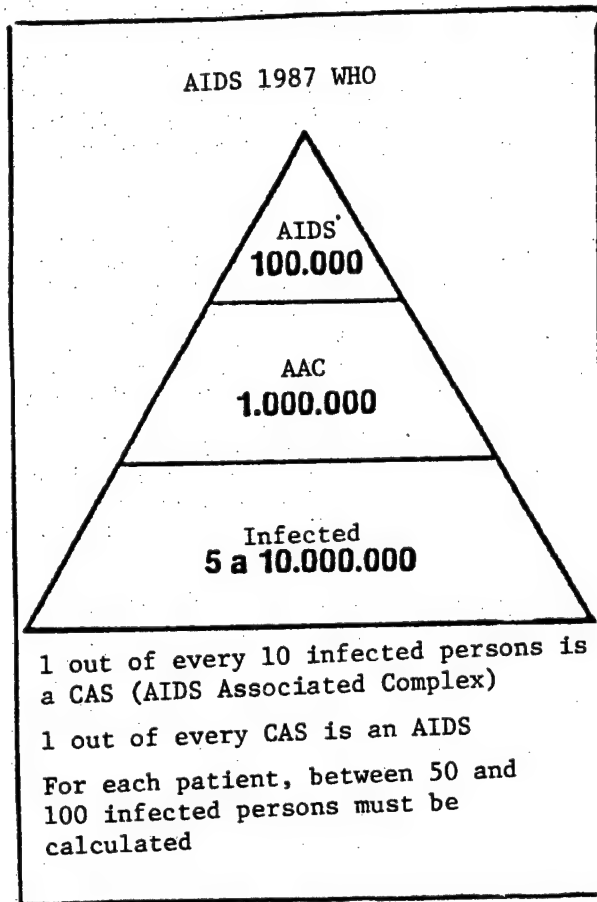 AIDS 1987 WHO
AIDS
100.000
AAC
1.000.000
Infected
5 a 10.000.000
1 out of every 10 infected persons is
a CAS (AIDS Associated Complex)
1 out of every CAS is an AIDS
For each patient, between 50 and
100 infected persons must be
calculated